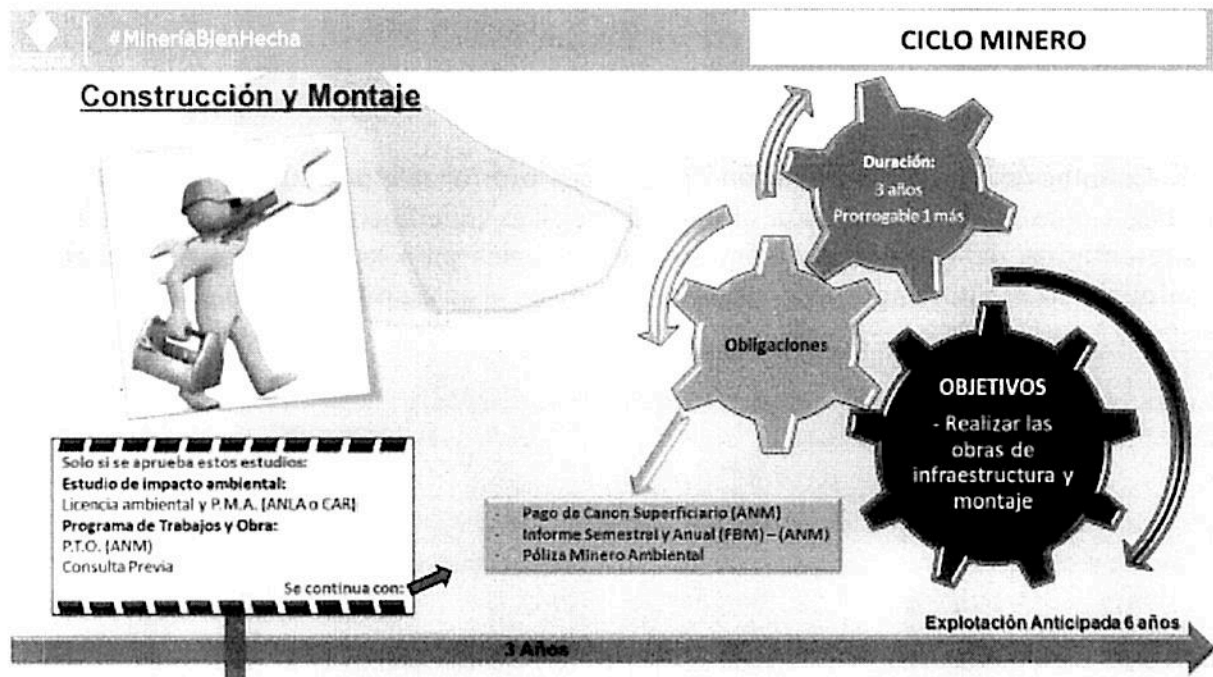 #MineríaBienHecha
CICLO MINERO
Construcción y Montaje
Duración:
3 años
Prorrogable 1 más
Obligaciones
OBJETIVOS
- Realizar las
obras de
infraestructura y
montaje
Solo si se aprueba estos estudios:
Estudio de impacto ambiental:
Licencia ambiental y P.M.A. (ANLA o CAR)
Programa de Trabajos y Obra:
P.T.O. (ANM)
Consulta Previa
Se continua con:
- Pago de Canon Superficiario (ANM)
- Informe Semestral y Anual (FBM) – (ANM)
- Póliza Minero Ambiental
Explotación Anticipada 6 años
3 Años